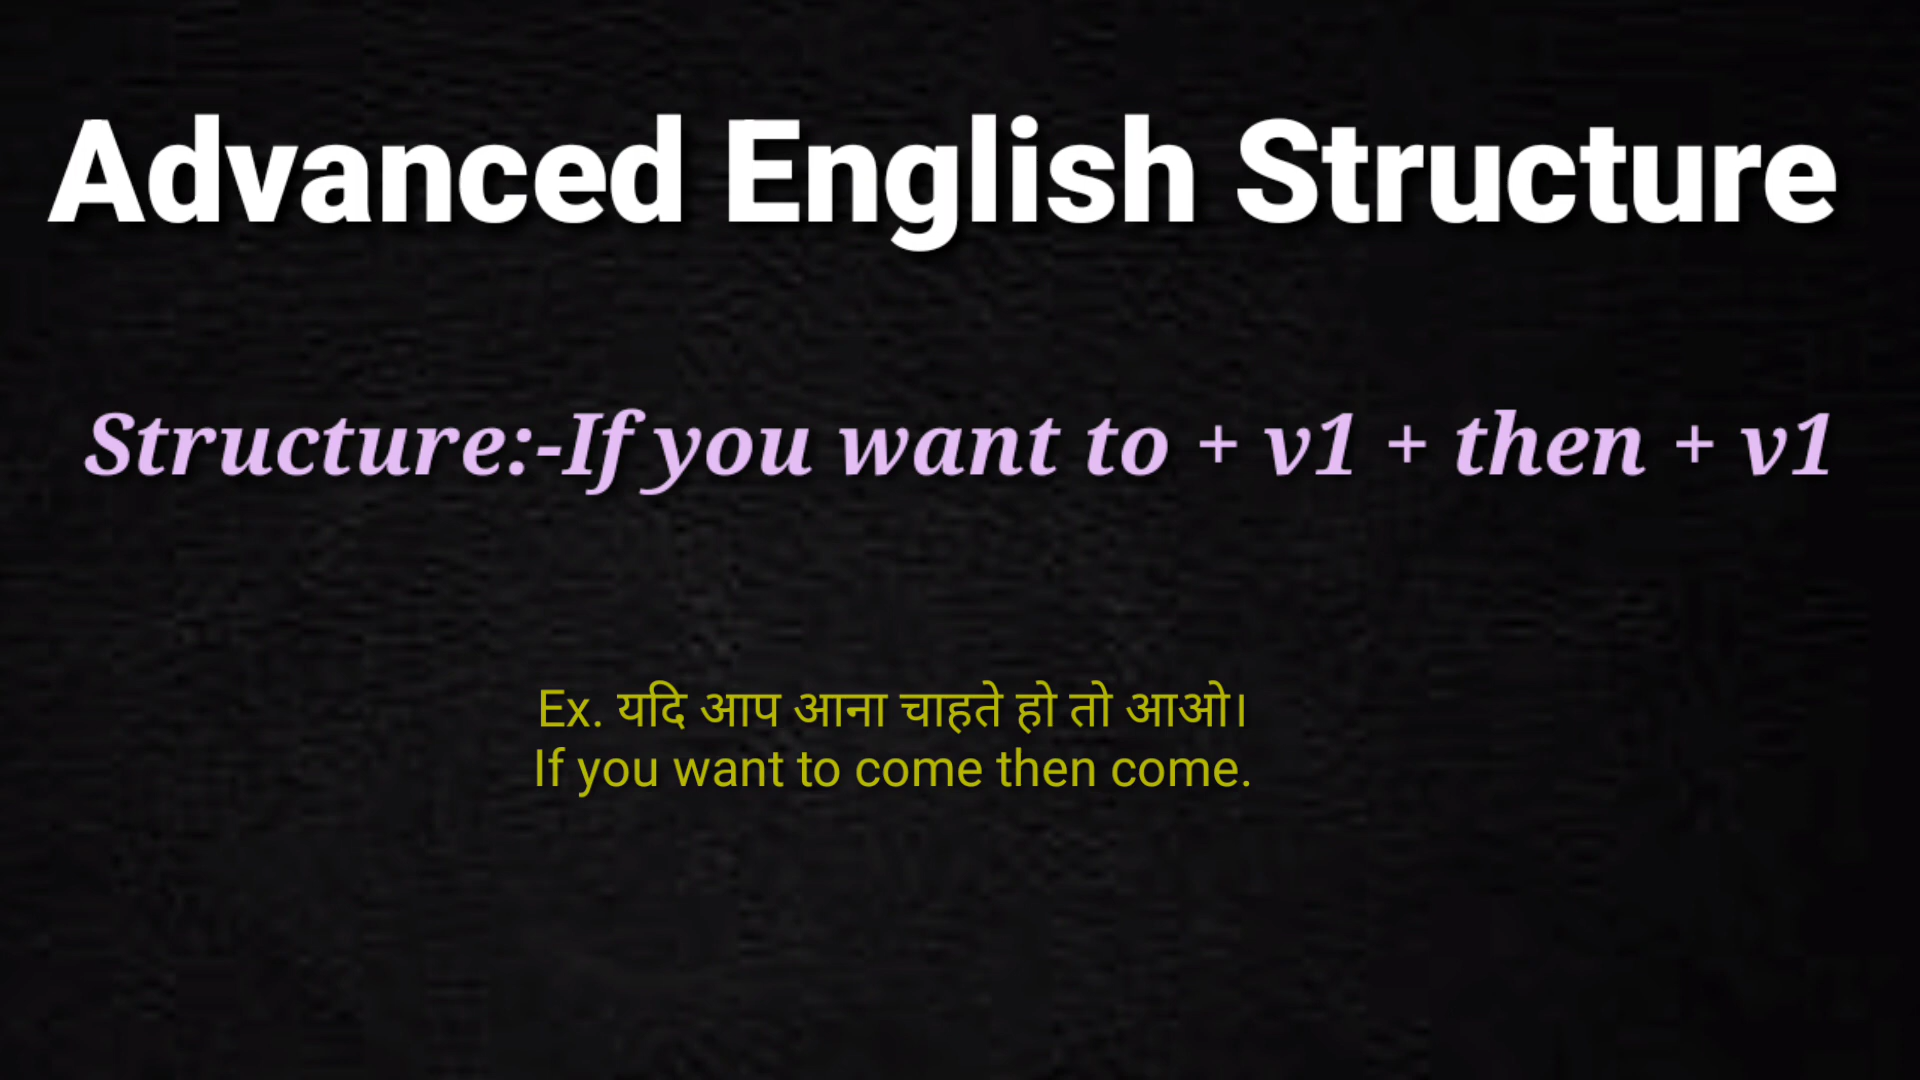 Advanced English Structure
Structure:-If you want to + v1 + then + v1
Ex. यदि आप आना चाहते हो तो आओ।
If you want to come then come.